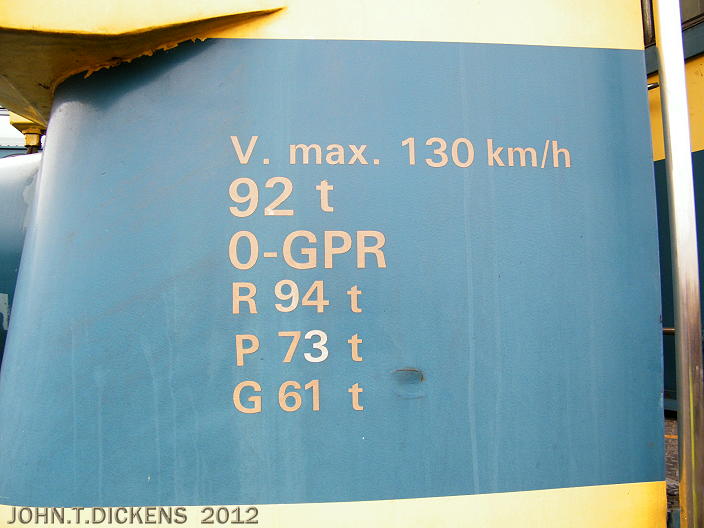 V. max. 130 km/h
92 t
0-GPR
R 94 t
P 73 t
G 61 t
JOHN.T.DICKENS 2012